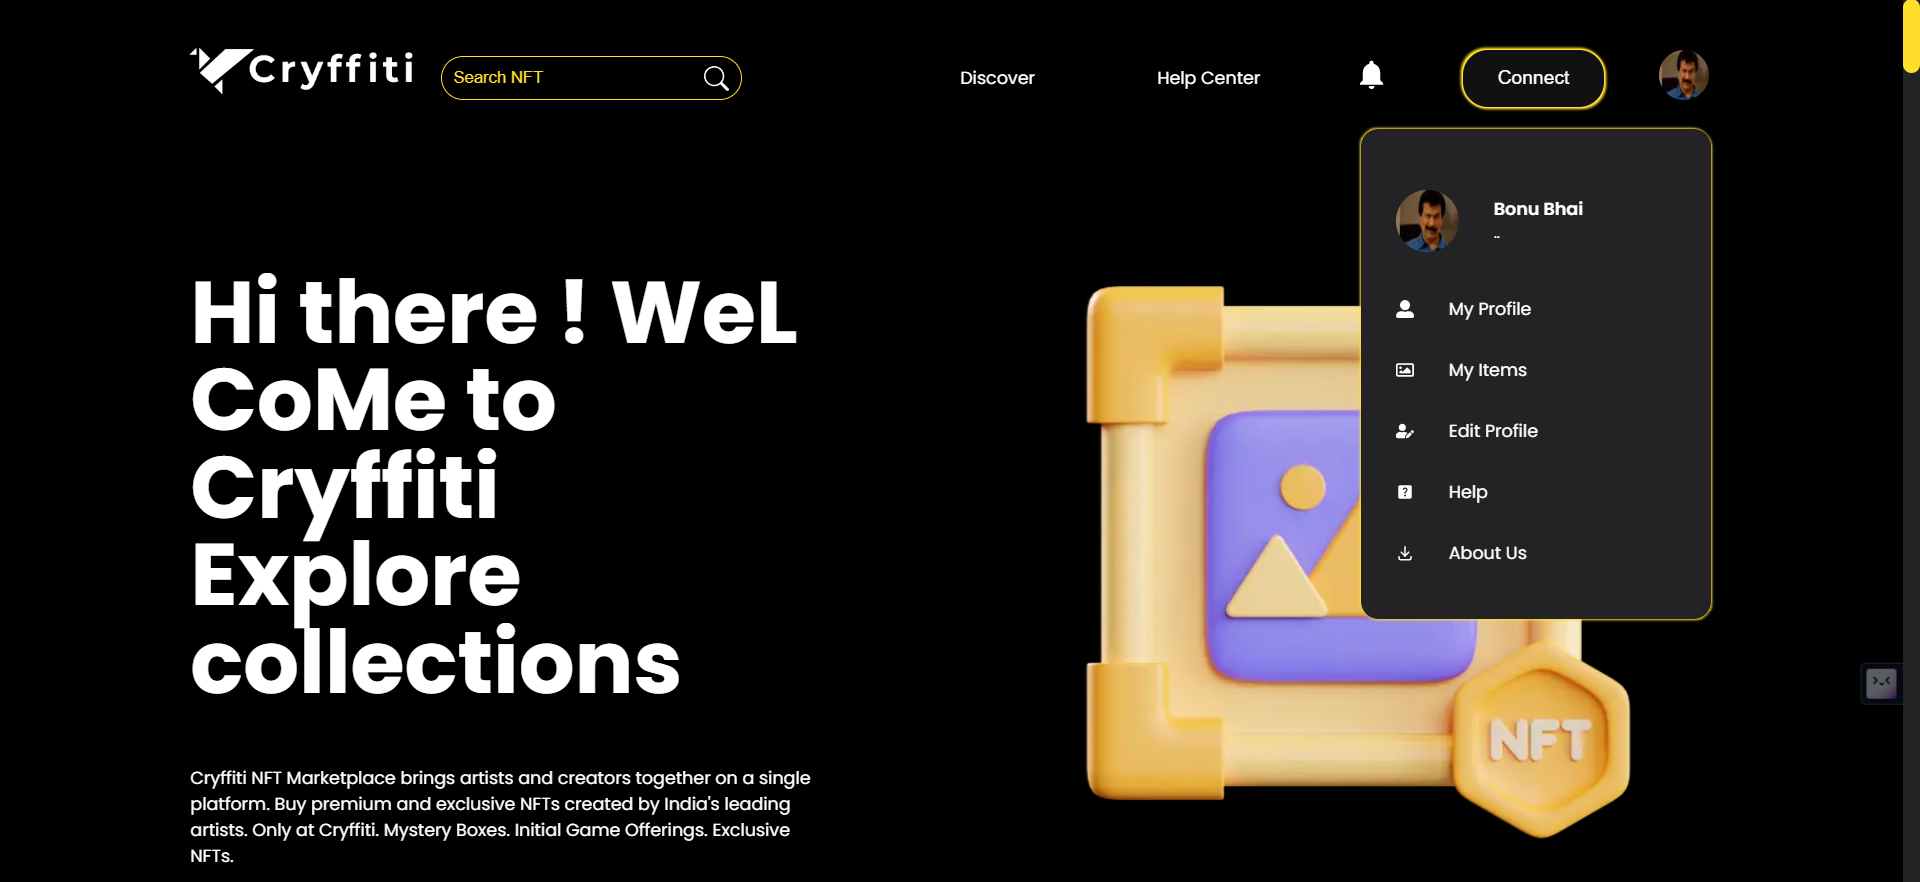 Cryffiti
Search NFT
Discover
Help Center
Connect
Bonu Bhai
--
My Profile
My Items
Edit Profile
Help
About Us
Hi there ! WeL
CoMe to
Cryffiti
Explore
collections
NFT
Cryffiti NFT Marketplace brings artists and creators together on a single
platform. Buy premium and exclusive NFTs created by India's leading
artists. Only at Cryffiti. Mystery Boxes. Initial Game Offerings. Exclusive
NFTs.